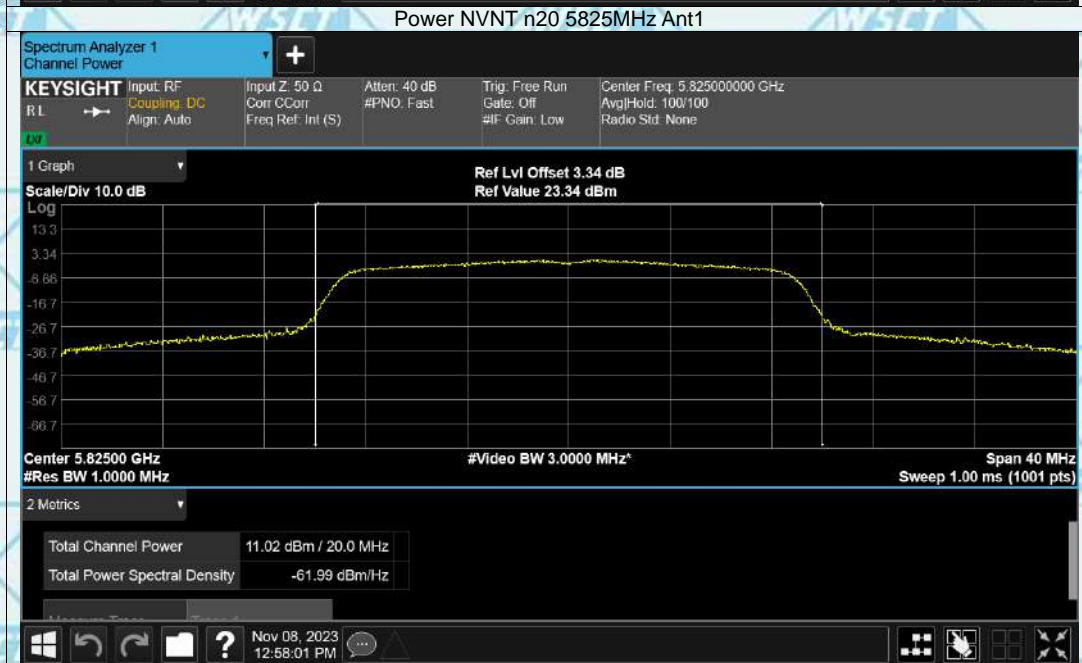 Power NVNT n20 5825MHz Ant1
Spectrum Analyzer 1
Channel Power
+
KEYSIGHT
Input: RF
Coupling: DC
Align: Auto
R L
LXI
Input Z: 50 Ω
Corr CCorr
Freq Ref: Int (S)
Atten: 40 dB
#PNO: Fast
Trig: Free Run
Gate: Off
#IF Gain: Low
Center Freq: 5.825000000 GHz
Avg|Hold: 100/100
Radio Std: None
1 Graph
Scale/Div 10.0 dB
Ref Lvl Offset 3.34 dB
Ref Value 23.34 dBm
Log
13.3
3.34
-6.66
-16.7
-26.7
-36.7
-46.7
-56.7
-66.7
Center 5.82500 GHz
#Video BW 3.0000 MHz*
Span 40 MHz
#Res BW 1.0000 MHz
Sweep 1.00 ms (1001 pts)
2 Metrics
Total Channel Power 11.02 dBm / 20.0 MHz
Total Power Spectral Density -61.99 dBm/Hz
?
Nov 08, 2023
12:58:01 PM